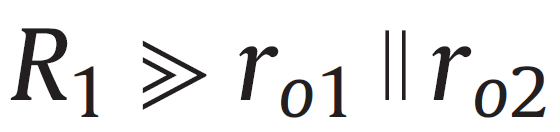 R₁ ≫ rₒ₁ ∥ rₒ₂